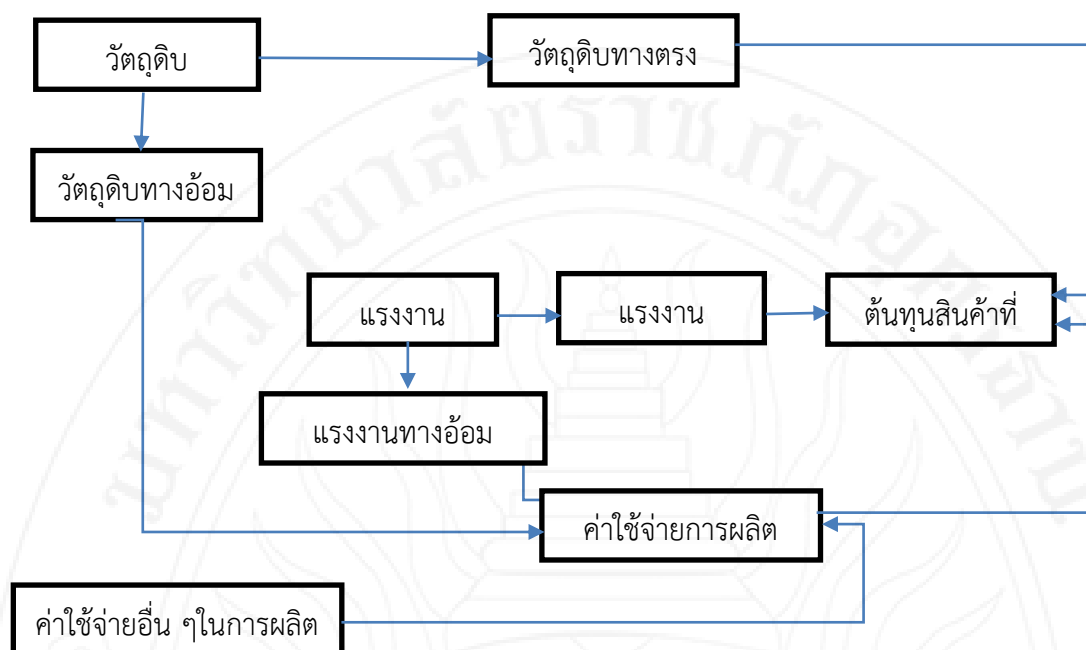 วัตถุดิบ
วัตถุดิบทางตรง
วัตถุดิบทางอ้อม
แรงงาน
แรงงาน
ต้นทุนสินค้าที่
แรงงานทางอ้อม
ค่าใช้จ่ายการผลิต
ค่าใช้จ่ายอื่น ๆในการผลิต